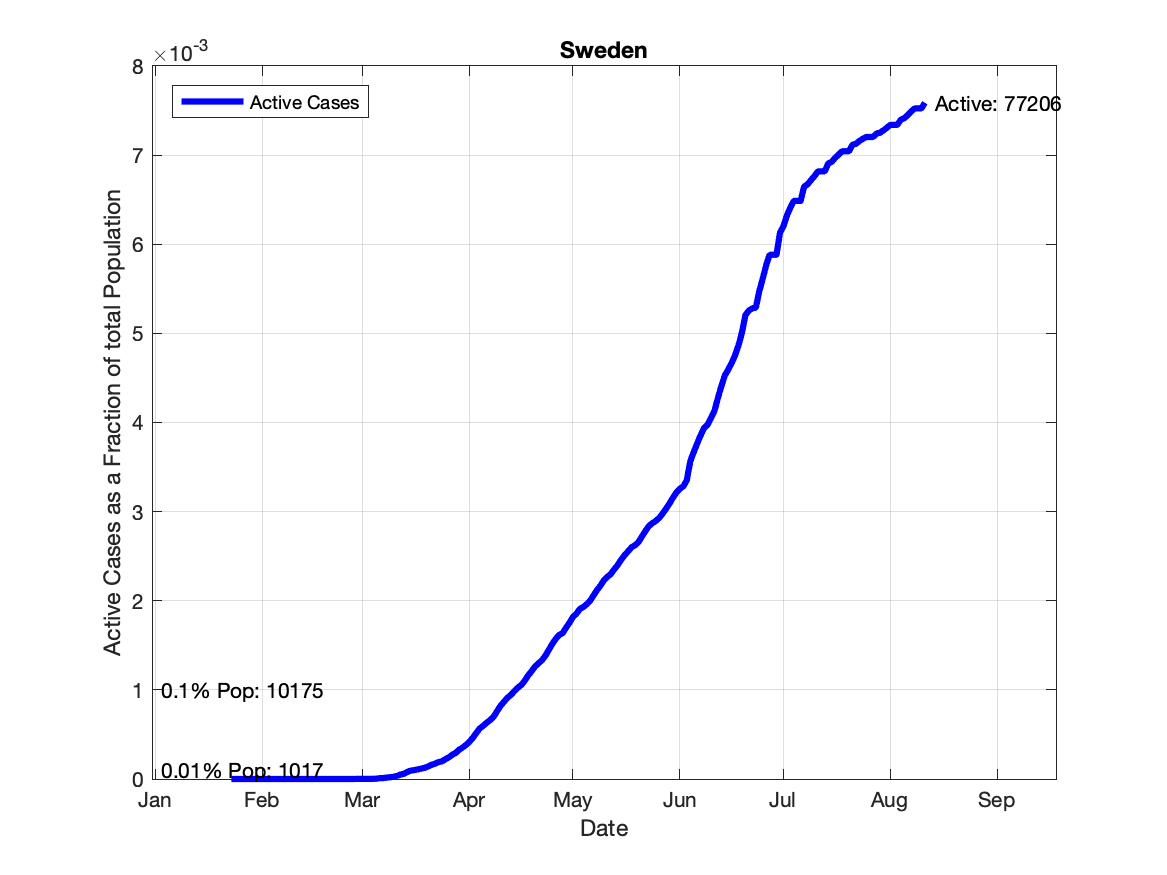 Sweden
×10-3
8
7
6
5
4
3
2
1
0
Active Cases
Active: 77206
0.1% Pop: 10175
0.01% Pop: 1017
Active Cases as a Fraction of total Population
Jan Feb Mar Apr May Jun Jul Aug Sep
Date